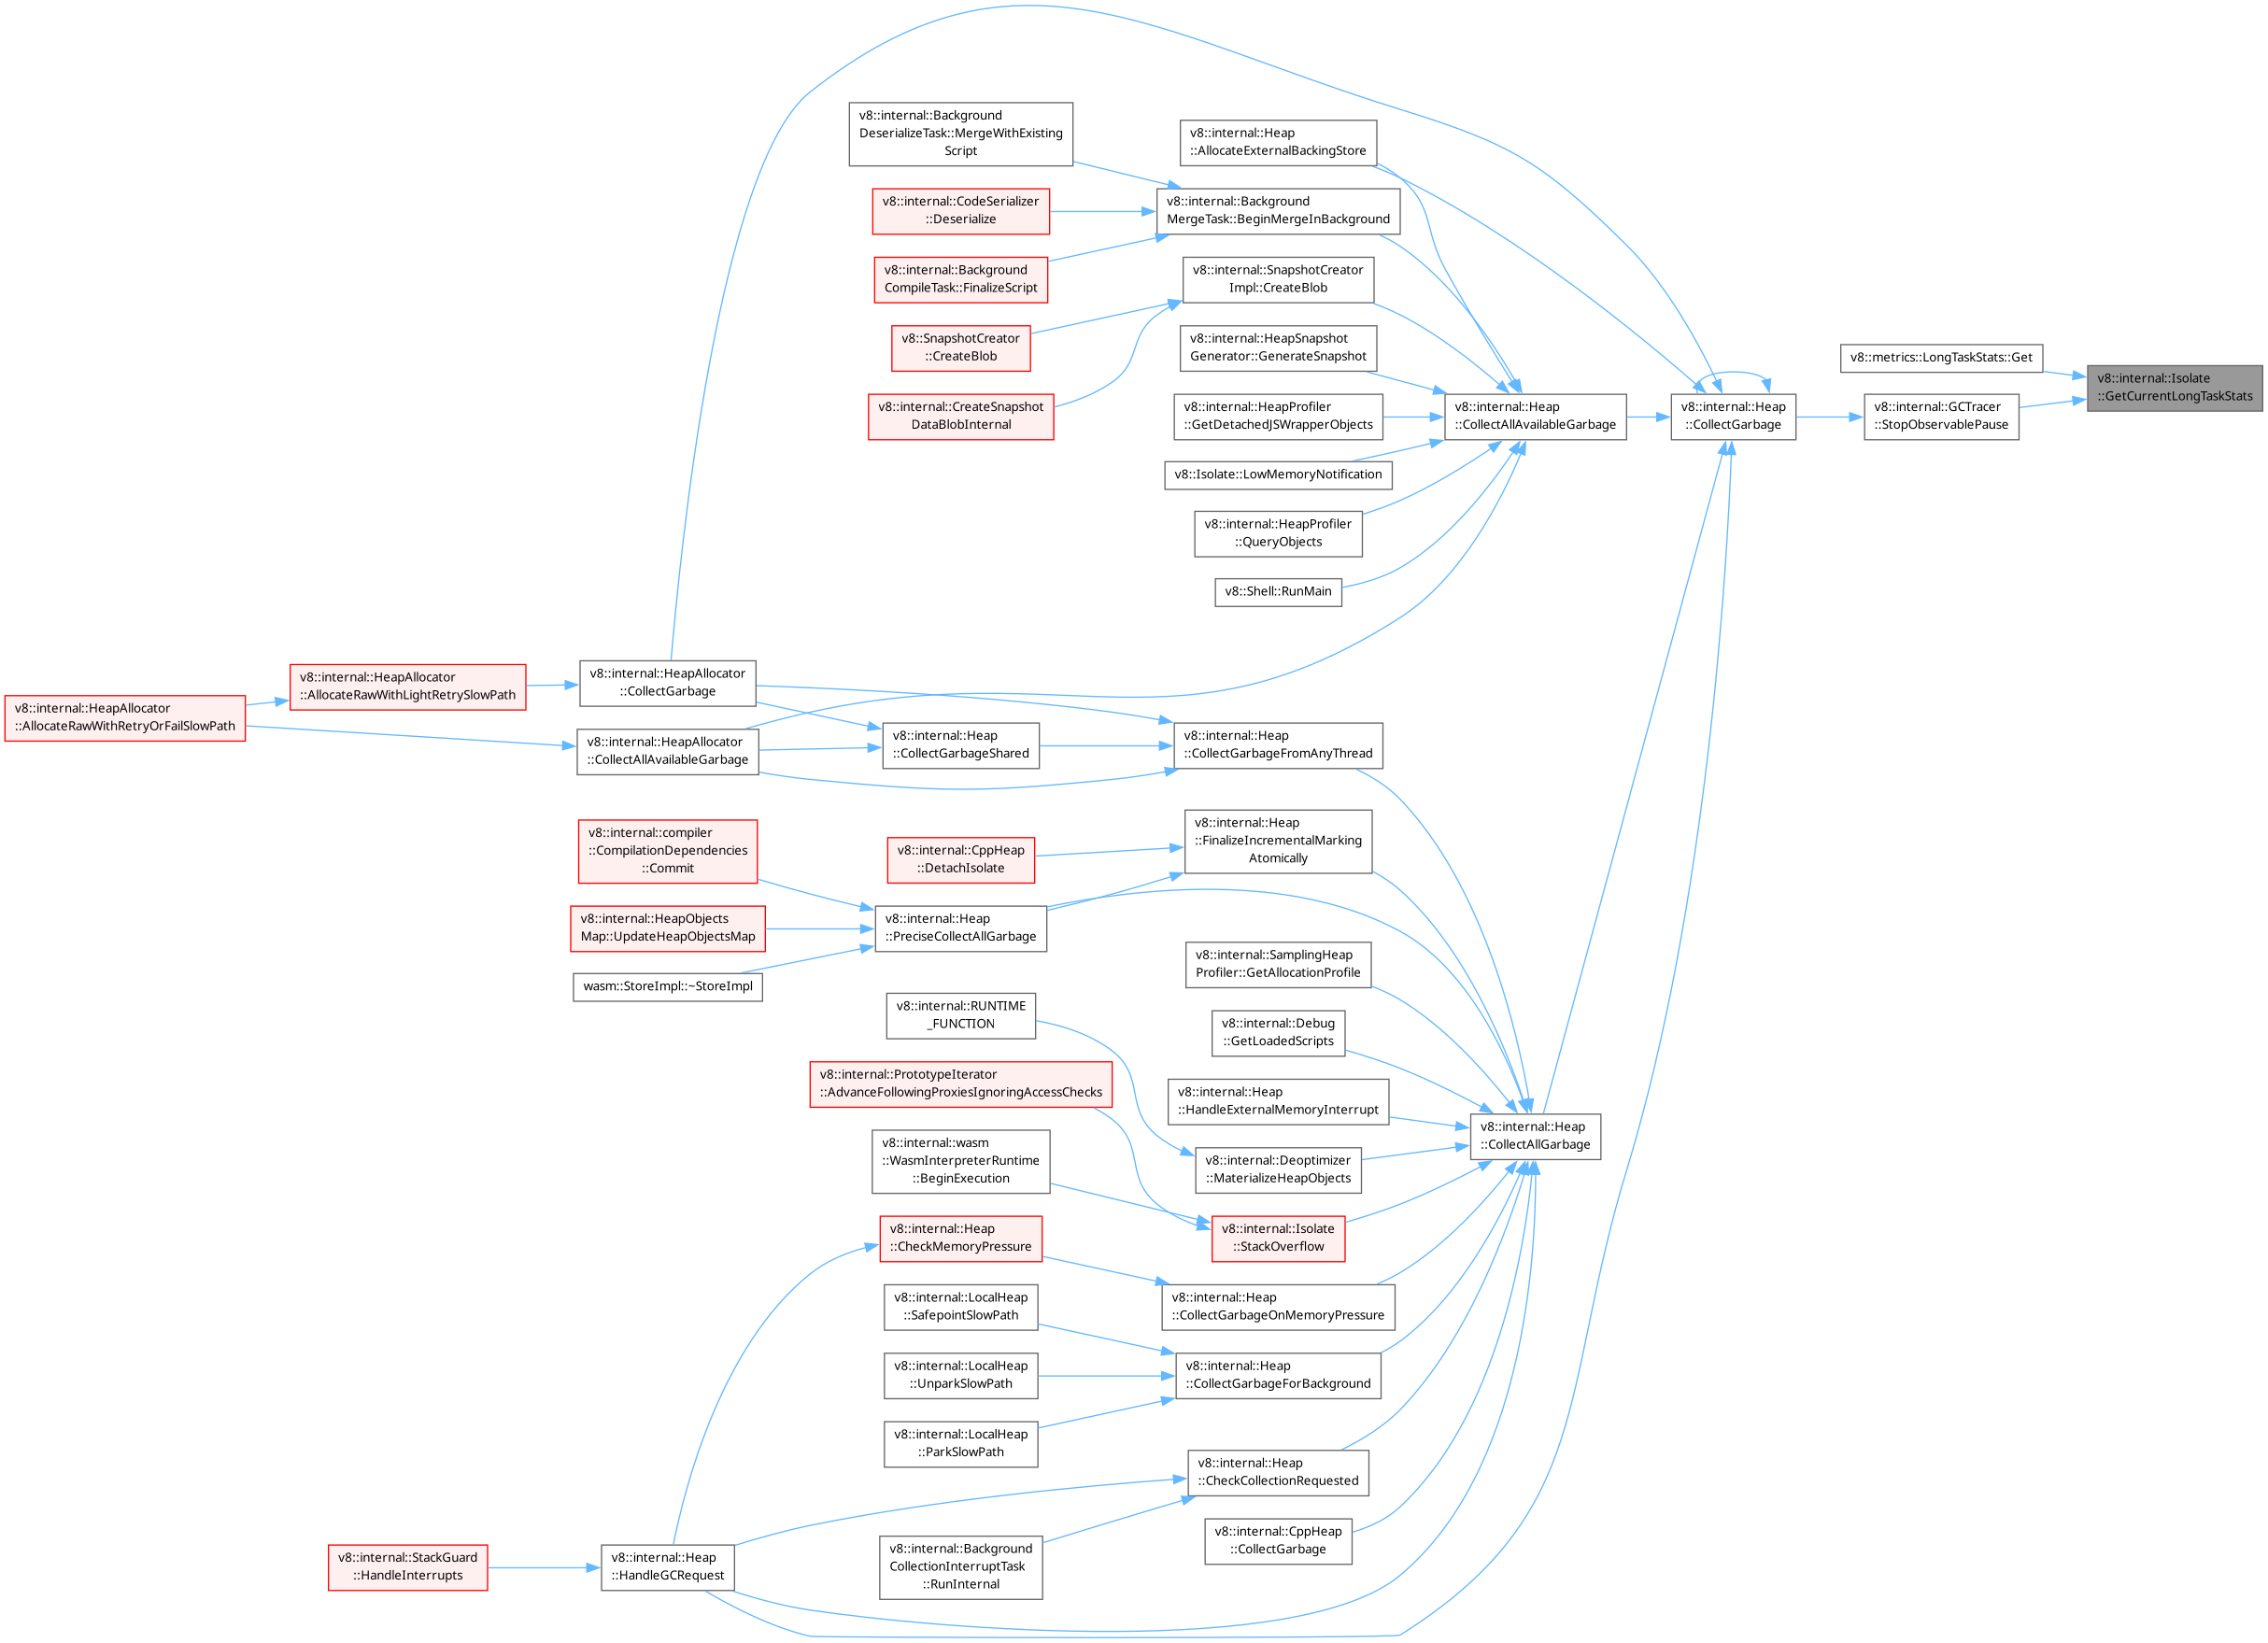 v8::internal::Background
DeserializeTask::MergeWithExisting
Script
v8::internal::Heap
::AllocateExternalBackingStore
v8::internal::CodeSerializer
::Deserialize
v8::internal::Background
MergeTask::BeginMergeInBackground
v8::internal::Background
CompileTask::FinalizeScript
v8::internal::SnapshotCreator
Impl::CreateBlob
v8::SnapshotCreator
::CreateBlob
v8::internal::HeapSnapshot
Generator::GenerateSnapshot
v8::metrics::LongTaskStats::Get
v8::internal::Isolate
::GetCurrentLongTaskStats
v8::internal::CreateSnapshot
DataBlobInternal
v8::internal::HeapProfiler
::GetDetachedJSWrapperObjects
v8::internal::Heap
::CollectAllAvailableGarbage
v8::internal::Heap
::CollectGarbage
v8::internal::GCTracer
::StopObservablePause
v8::Isolate::LowMemoryNotification
v8::internal::HeapProfiler
::QueryObjects
v8::Shell::RunMain
v8::internal::HeapAllocator
::AllocateRawWithRetryOrFailSlowPath
v8::internal::HeapAllocator
::AllocateRawWithLightRetrySlowPath
v8::internal::HeapAllocator
::CollectGarbage
v8::internal::HeapAllocator
::CollectAllAvailableGarbage
v8::internal::Heap
::CollectGarbageShared
v8::internal::Heap
::CollectGarbageFromAnyThread
v8::internal::compiler
::CompilationDependencies
::Commit
v8::internal::CppHeap
::DetachIsolate
v8::internal::Heap
::FinalizeIncrementalMarking
Atomically
v8::internal::HeapObjects
Map::UpdateHeapObjectsMap
v8::internal::Heap
::PreciseCollectAllGarbage
wasm::StoreImpl::~StoreImpl
v8::internal::SamplingHeap
Profiler::GetAllocationProfile
v8::internal::RUNTIME
_FUNCTION
v8::internal::Debug
::GetLoadedScripts
v8::internal::PrototypeIterator
::AdvanceFollowingProxiesIgnoringAccessChecks
v8::internal::Heap
::HandleExternalMemoryInterrupt
v8::internal::Heap
::CollectAllGarbage
v8::internal::wasm
::WasmInterpreterRuntime
::BeginExecution
v8::internal::Deoptimizer
::MaterializeHeapObjects
v8::internal::Heap
::CheckMemoryPressure
v8::internal::Isolate
::StackOverflow
v8::internal::LocalHeap
::SafepointSlowPath
v8::internal::Heap
::CollectGarbageOnMemoryPressure
v8::internal::LocalHeap
::UnparkSlowPath
v8::internal::Heap
::CollectGarbageForBackground
v8::internal::LocalHeap
::ParkSlowPath
v8::internal::Heap
::CheckCollectionRequested
v8::internal::CppHeap
::CollectGarbage
v8::internal::StackGuard
::HandleInterrupts
v8::internal::Heap
::HandleGCRequest
v8::internal::Background
CollectionInterruptTask
::RunInternal